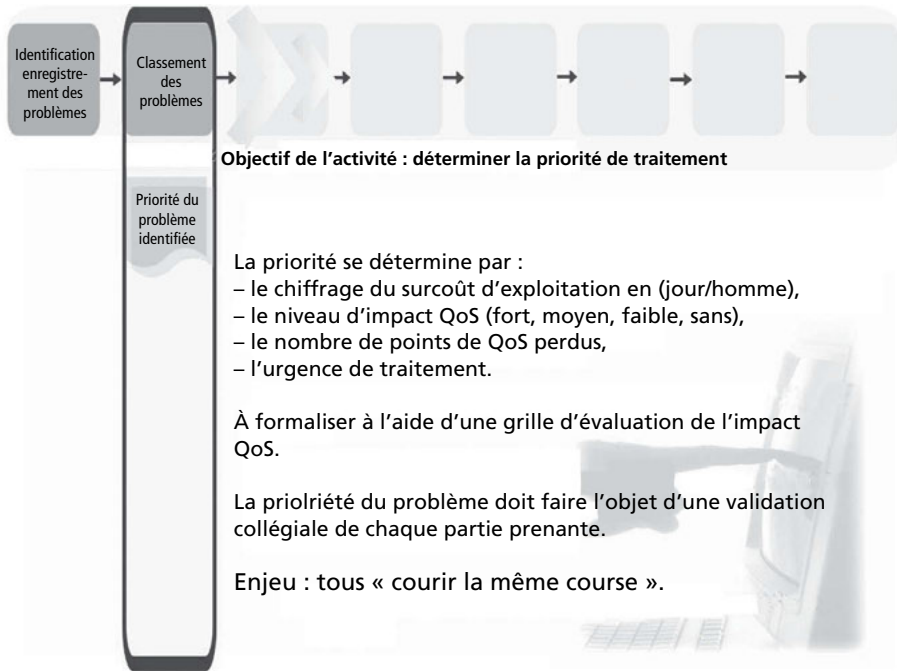 Identification
enregistre-
ment des
problèmes
Classement
des
problèmes
Objectif de l’activité : déterminer la priorité de traitement
Priorité du
problème
identifiée
La priorité se détermine par :
– le chiffrage du surcoût d’exploitation en (jour/homme),
– le niveau d’impact QoS (fort, moyen, faible, sans),
– le nombre de points de QoS perdus,
– l’urgence de traitement.
À formaliser à l’aide d’une grille d’évaluation de l’impact
QoS.
La priolriété du problème doit faire l’objet d’une validation
collégiale de chaque partie prenante.
Enjeu : tous « courir la même course ».